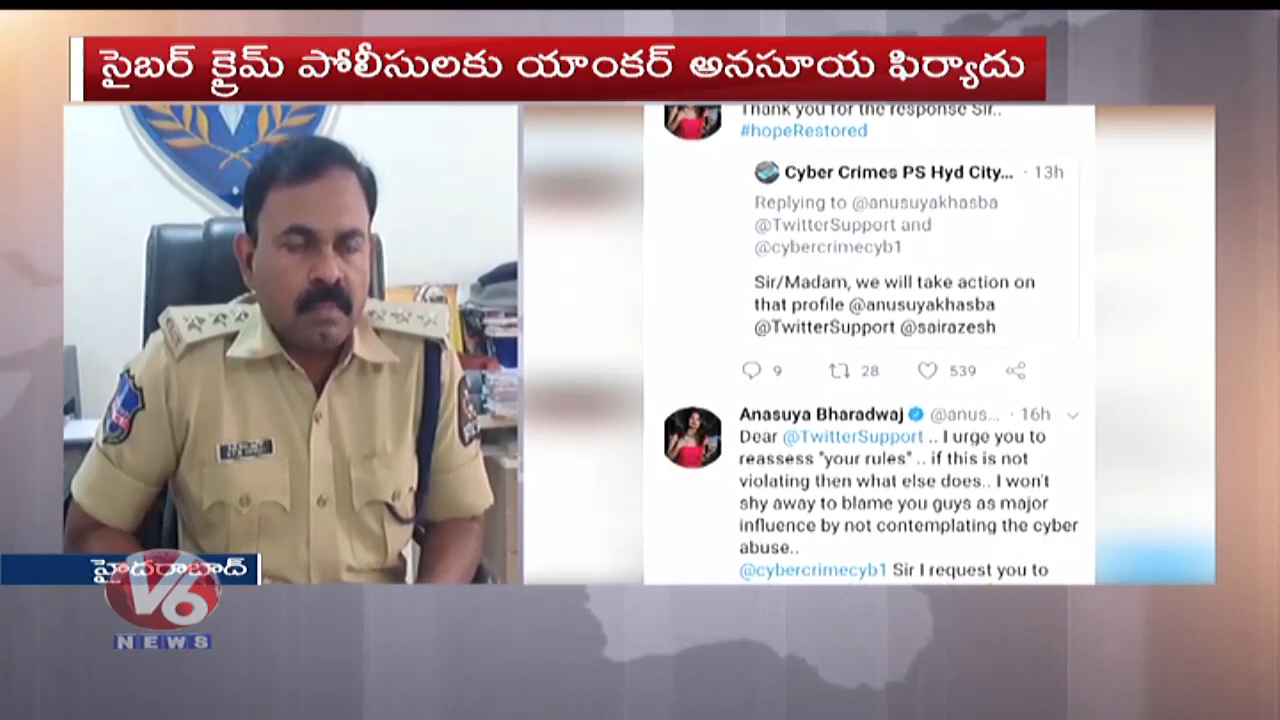 సైబర్ క్రైమ్ పోలీసులకు యాంకర్ అనసూయ ఫిర్యాదు
Thank you for the response Sir..
#hopeRestored
Cyber Crimes PS Hyd City... · 13h
Replying to @anusuyakhasba
@TwitterSupport and
@cybercrimecyb1
Sir/Madam, we will take action on
that profile @anusuyakhasba
@TwitterSupport @sairazesh
9 28 539
Anasuya Bharadwaj @anus... · 16h
Dear @TwitterSupport .. I urge you to
reassess "your rules" .. if this is not
violating then what else does.. I won't
shy away to blame you guys as major
influence by not contemplating the cyber
abuse..
@cybercrimecyb1 Sir I request you to
హైదరాబాద్
V6
NEWS